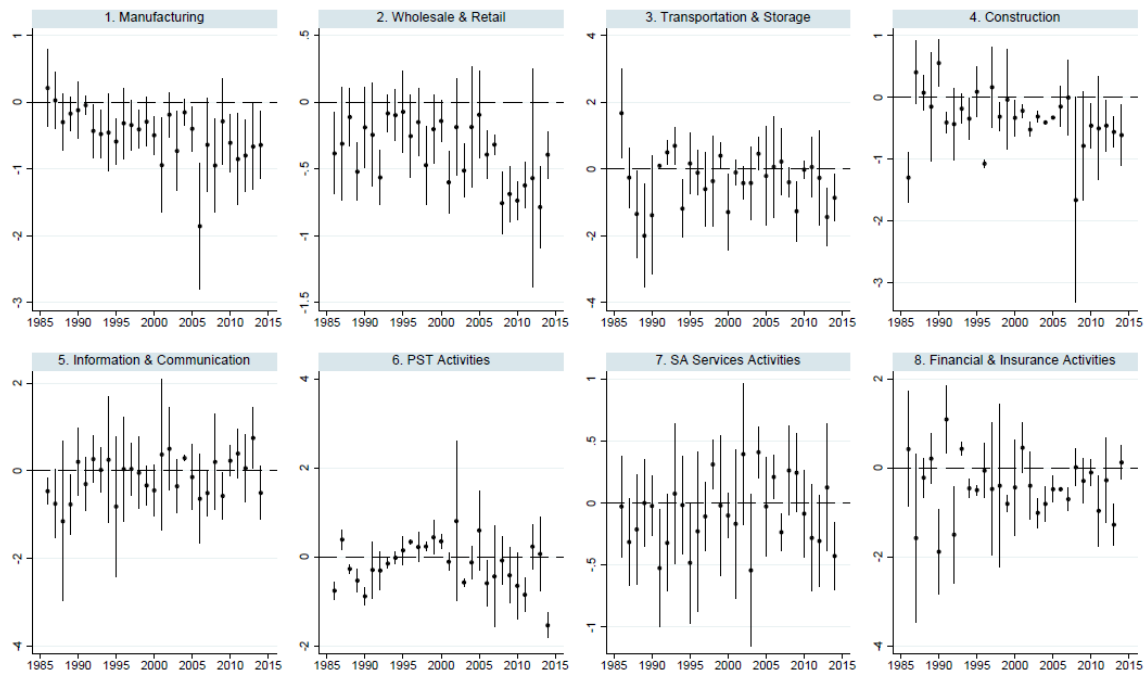 1. Manufacturing
2. Wholesale & Retail
3. Transportation & Storage
4. Construction
1
0
-1
-2
-3
.5
0
-.5
-1
-1.5
4
2
0
-2
-4
1
0
-1
-2
-3
1985 1990 1995 2000 2005 2010 2015
1985 1990 1995 2000 2005 2010 2015
1985 1990 1995 2000 2005 2010 2015
1985 1990 1995 2000 2005 2010 2015
5. Information & Communication
6. PST Activities
7. SA Services Activities
8. Financial & Insurance Activities
2
0
-2
-4
4
2
0
-2
1
.5
0
-.5
-1
2
0
-2
-4
1985 1990 1995 2000 2005 2010 2015
1985 1990 1995 2000 2005 2010 2015
1985 1990 1995 2000 2005 2010 2015
1985 1990 1995 2000 2005 2010 2015